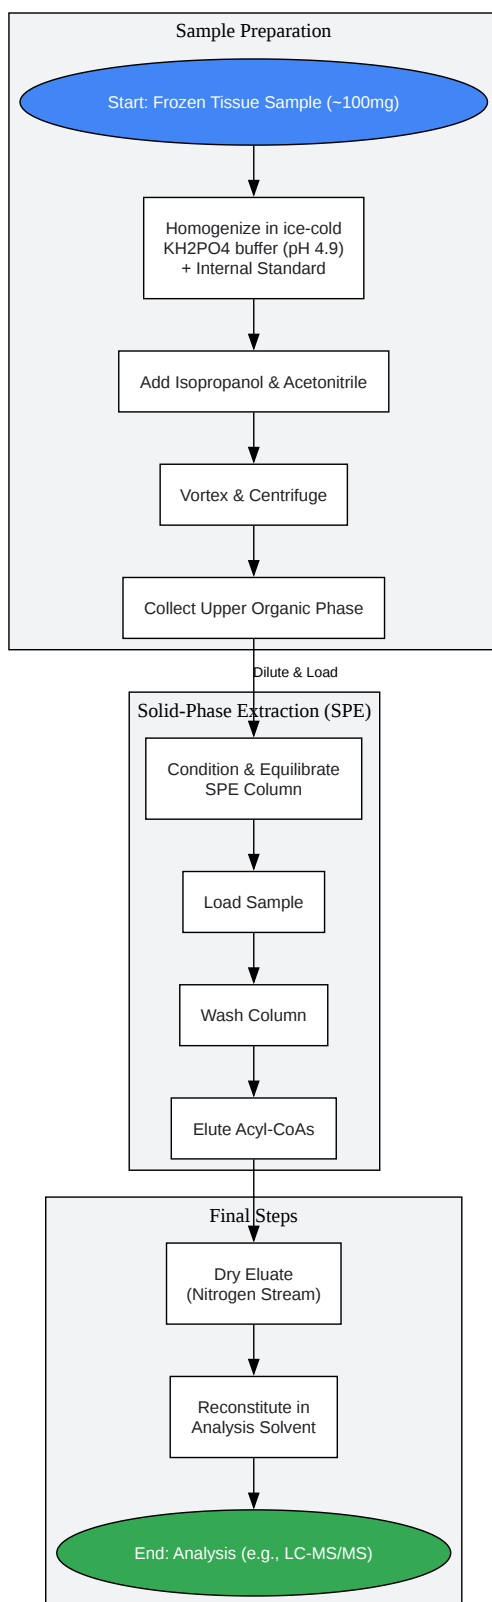 Sample Preparation
Start: Frozen Tissue Sample (~100mg)
Homogenize in ice-cold
KH2PO4 buffer (pH 4.9)
+ Internal Standard
Add Isopropanol & Acetonitrile
Vortex & Centrifuge
Collect Upper Organic Phase
Dilute & Load
Solid-Phase Extraction (SPE)
Condition & Equilibrate
SPE Column
Load Sample
Wash Column
Elute Acyl-CoAs
Final Steps
Dry Eluate
(Nitrogen Stream)
Reconstitute in
Analysis Solvent
End: Analysis (e.g., LC-MS/MS)